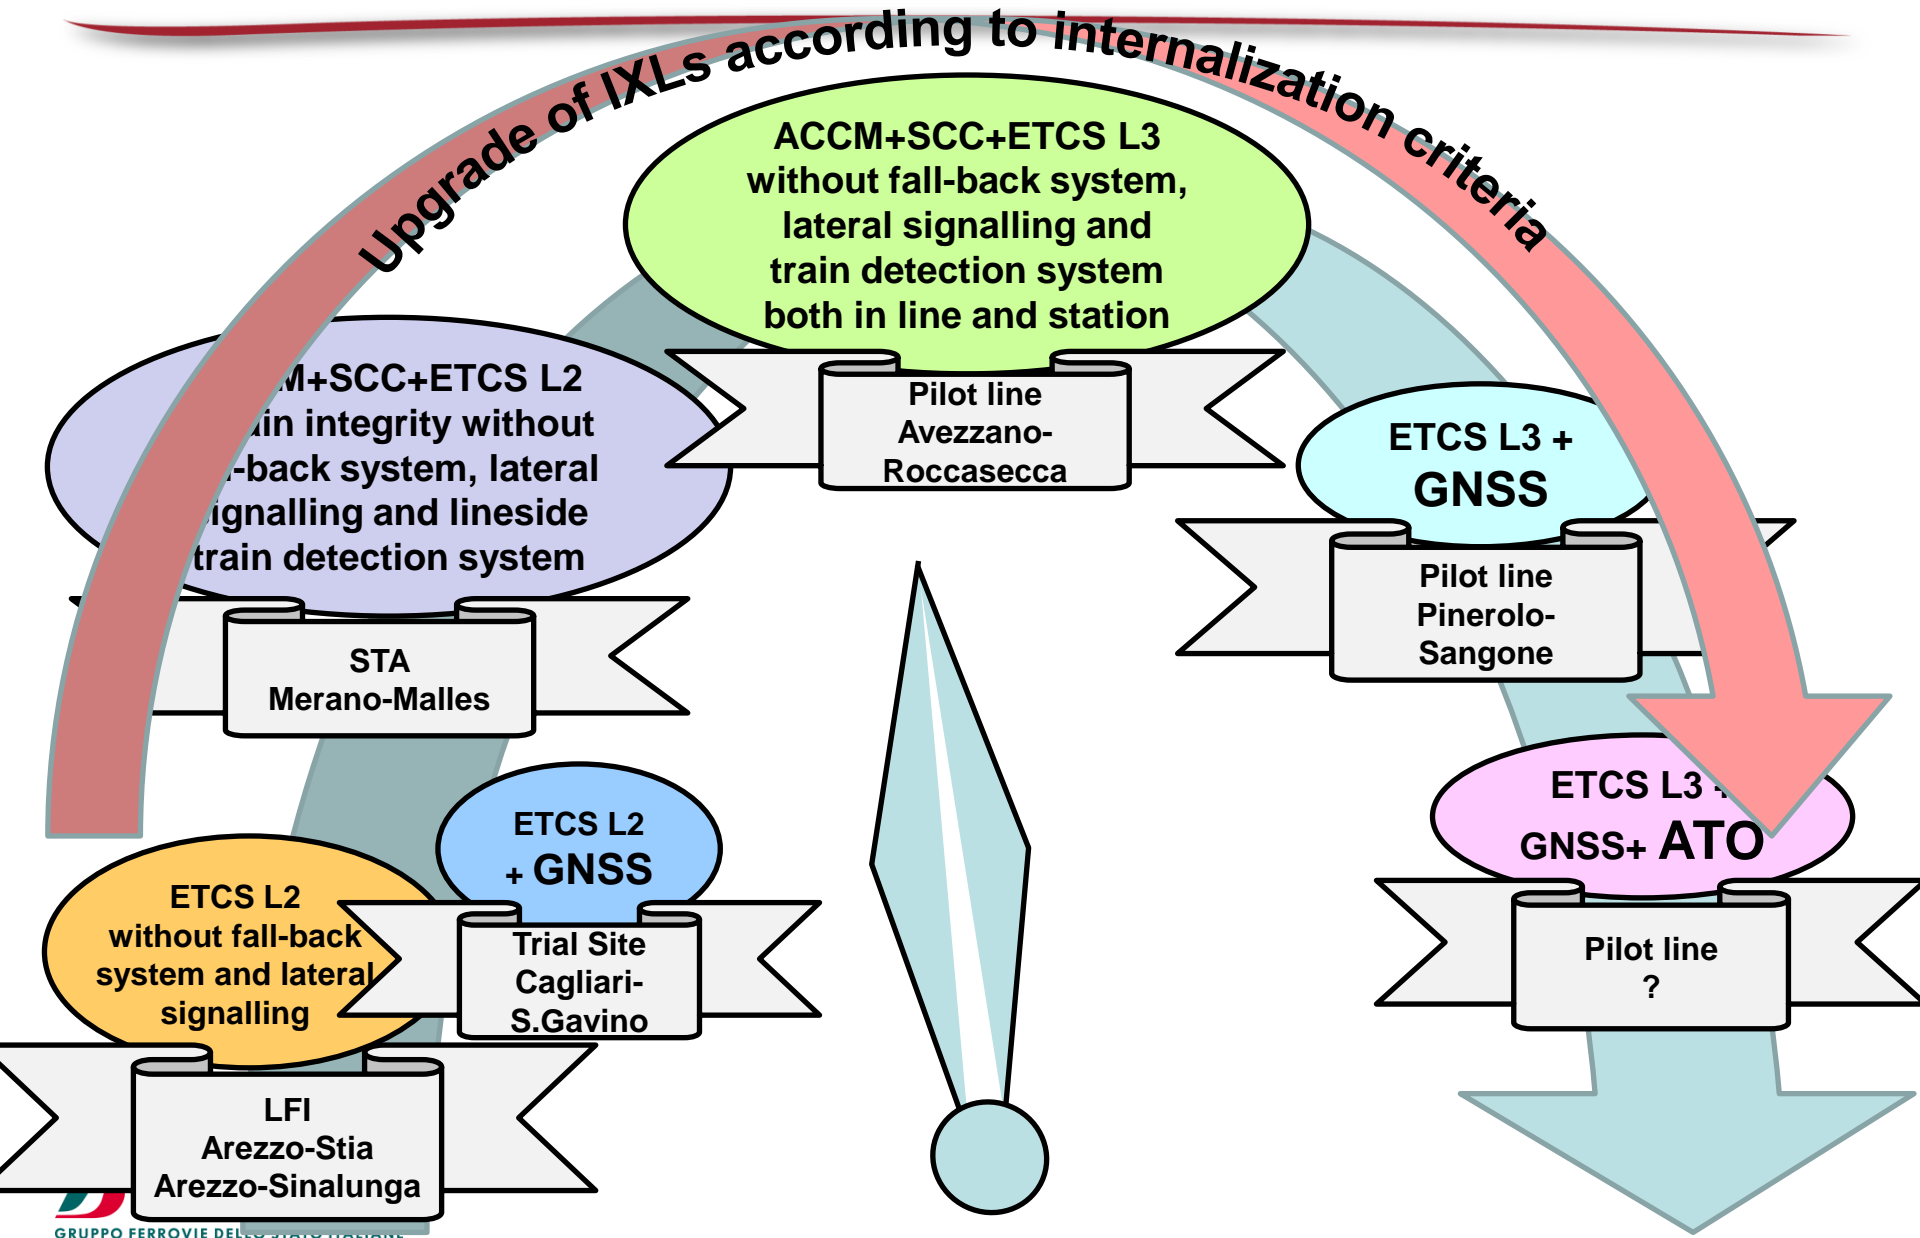 Upgrade of IXLs according to internalization criteria
ACCM+SCC+ETCS L3
without fall-back system,
lateral signalling and
train detection system
both in line and station
Pilot line
Avezzano-
Roccasecca
M+SCC+ETCS L2
integrity without
-back system, lateral
signalling and lineside
train detection system
STA
Merano-Malles
ETCS L3 +
GNSS
Pilot line
Pinerolo-
Sangone
ETCS L2
+ GNSS
Trial Site
Cagliari-
S.Gavino
ETCS L2
without fall-back
system and lateral
signalling
LFI
Arezzo-Stia
Arezzo-Sinalunga
ETCS L3 +
GNSS+ ATO
Pilot line
?
GRUPPO FERROVIE DELLO STATO ITALIANE